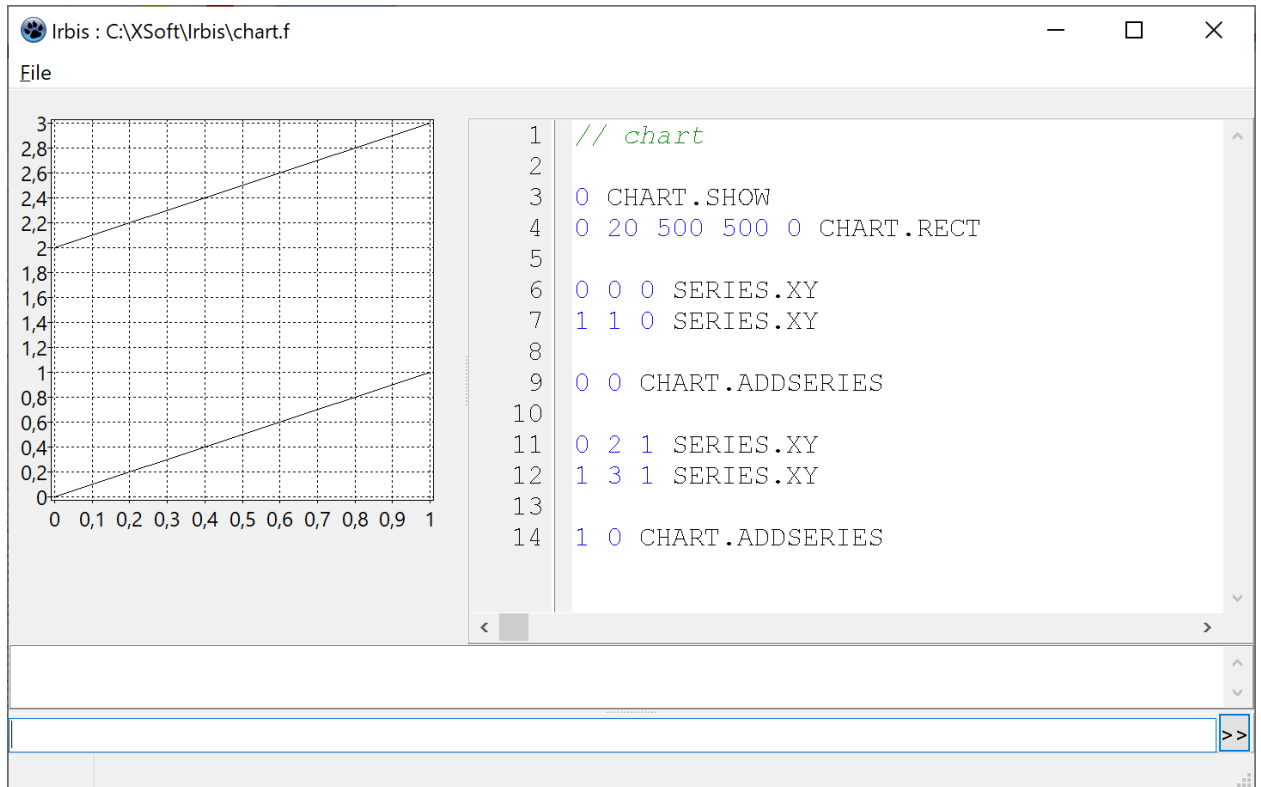 Irbis : C:\XSoft\Irbis\chart.f
File
3
2,8
2,6
2,4
2,2
2
1,8
1,6
1,4
1,2
1
0,8
0,6
0,4
0,2
0
0 0,1 0,2 0,3 0,4 0,5 0,6 0,7 0,8 0,9 1
1 // chart
2
3 0 CHART.SHOW
4 0 20 500 500 0 CHART.RECT
5
6 0 0 0 SERIES.XY
7 1 1 0 SERIES.XY
8
9 0 0 CHART.ADDSERIES
10
11 0 2 1 SERIES.XY
12 1 3 1 SERIES.XY
13
14 1 0 CHART.ADDSERIES
>>